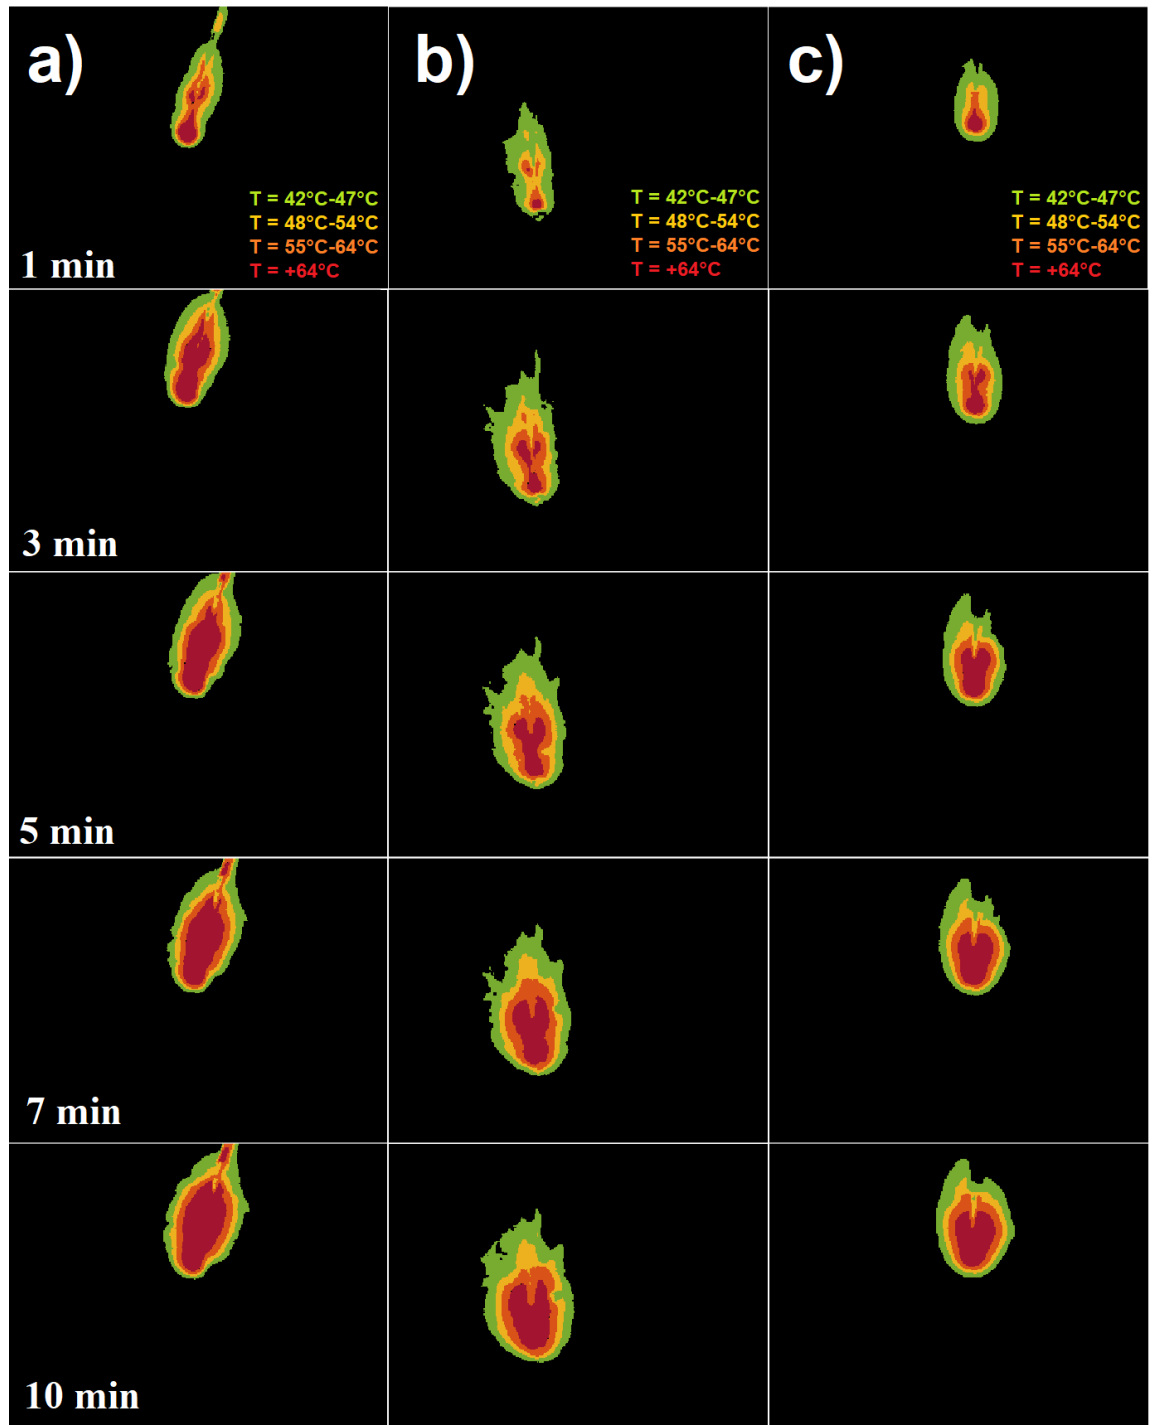 a)
b)
c)
T = 42°C-47°C
T = 48°C-54°C
T = 55°C-64°C
T = +64°C
T = 42°C-47°C
T = 48°C-54°C
T = 55°C-64°C
T = +64°C
T = 42°C-47°C
T = 48°C-54°C
T = 55°C-64°C
T = +64°C
1 min
3 min
5 min
7 min
10 min